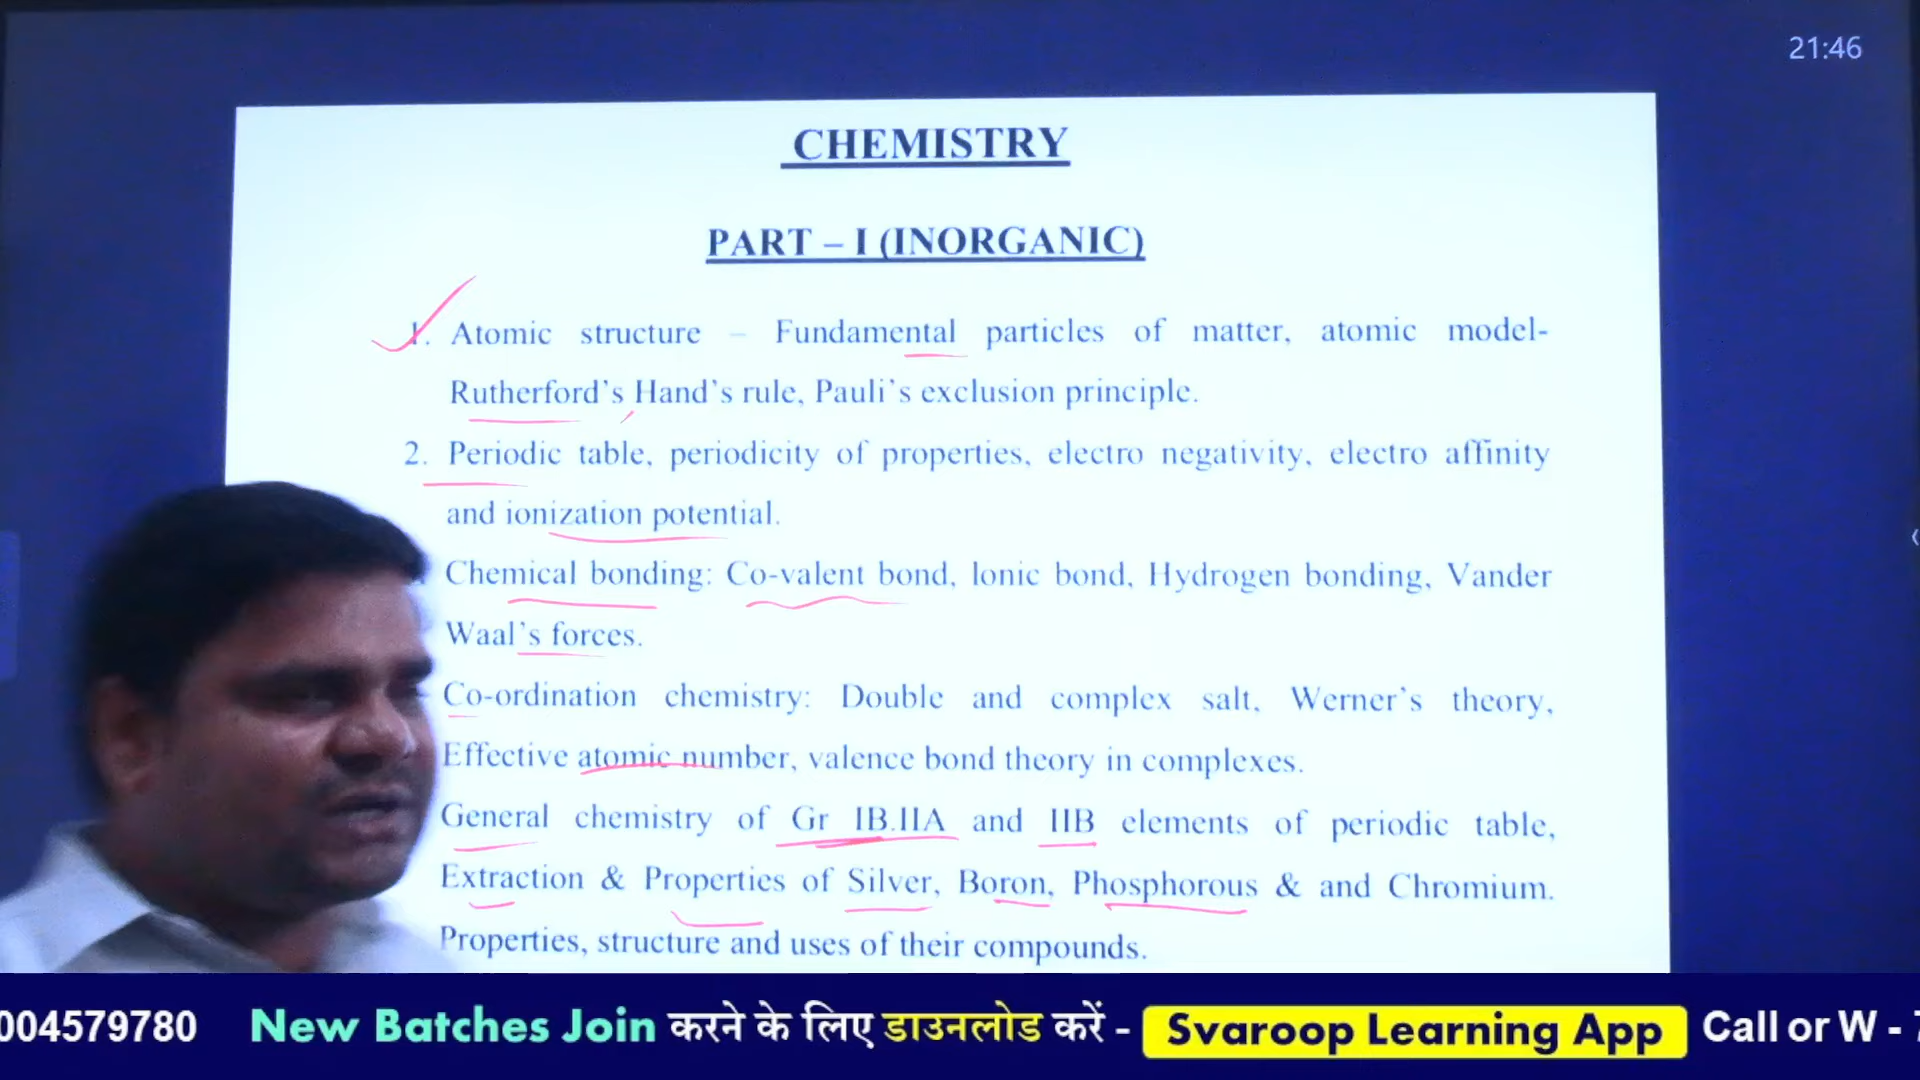 21:46
CHEMISTRY
PART – I (INORGANIC)
1. Atomic structure – Fundamental particles of matter, atomic model-
Rutherford's Hand's rule, Pauli's exclusion principle.
2. Periodic table, periodicity of properties, electro negativity, electro affinity
and ionization potential.
Chemical bonding: Co-valent bond, Ionic bond, Hydrogen bonding, Vander
Waal's forces.
Co-ordination chemistry: Double and complex salt, Werner's theory,
Effective atomic number, valence bond theory in complexes.
General chemistry of Gr IB.IIA and IIB elements of periodic table,
Extraction & Properties of Silver, Boron, Phosphorous & and Chromium.
Properties, structure and uses of their compounds.
004579780 New Batches Join करने के लिए डाउनलोड करें - Svaroop Learning App Call or W -